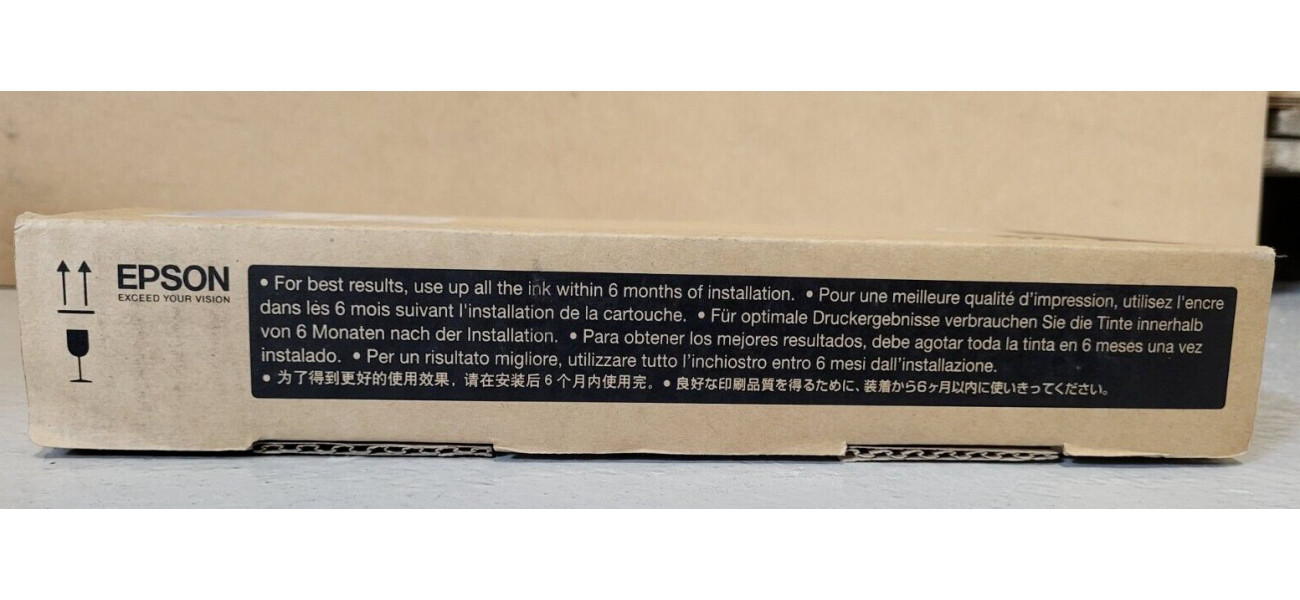 EPSON
EXCEED YOUR VISION
• For best results, use up all the ink within 6 months of installation. • Pour une meilleure qualité d'impression, utilisez l'encre
dans les 6 mois suivant l'installation de la cartouche. • Für optimale Druckergebnisse verbrauchen Sie die Tinte innerhalb
von 6 Monaten nach der Installation. • Para obtener los mejores resultados, debe agotar toda la tinta en 6 meses una vez
instalado. • Per un risultato migliore, utilizzare tutto l'inchiostro entro 6 mesi dall'installazione.
• 为了得到更好的使用效果，请在安装后 6 个月内使用完。 • 良好な印刷品質を得るために、装着から6ヶ月以内に使いきってください。